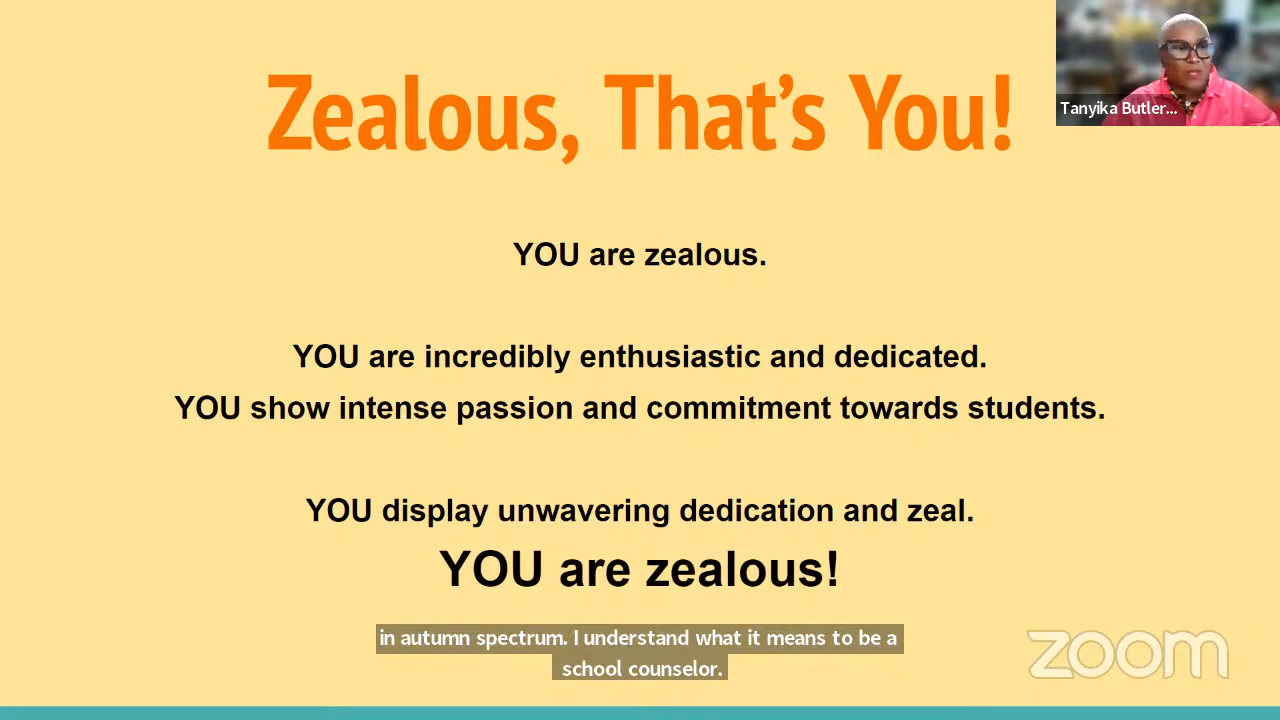 Zealous, That's You!
Tanyika Butler...
YOU are zealous.
YOU are incredibly enthusiastic and dedicated.
YOU show intense passion and commitment towards students.
YOU display unwavering dedication and zeal.
YOU are zealous!
in autumn spectrum. I understand what it means to be a
school counselor.
zoom